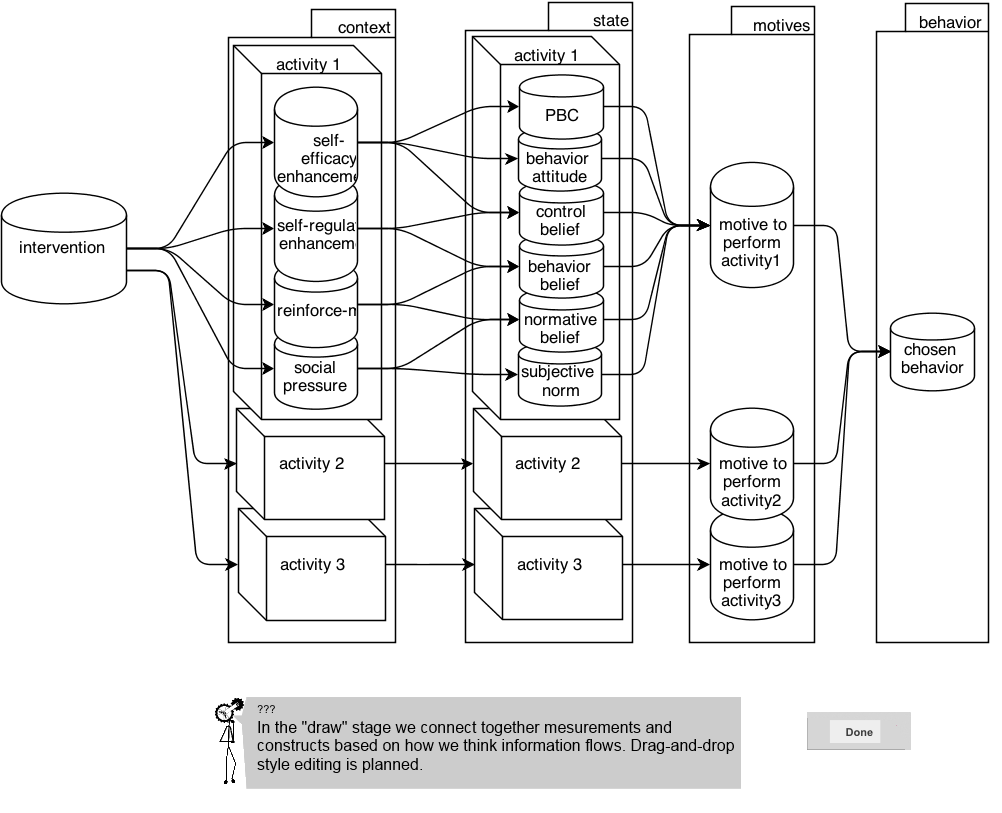 context
state
motives
behavior
activity 1
self-
efficacy
enhanceme
self-regulat
enhancem
reinforce-m
social
pressure
activity 2
activity 3
activity 1
PBC
behavior
attitude
control
belief
behavior
belief
normative
belief
subjective
norm
activity 2
activity 3
intervention
motive to
perform
activity1
motive to
perform
activity2
motive to
perform
activity3
chosen
behavior
???
In the "draw" stage we connect together mesurements and
constructs based on how we think information flows. Drag-and-drop
style editing is planned.
Done